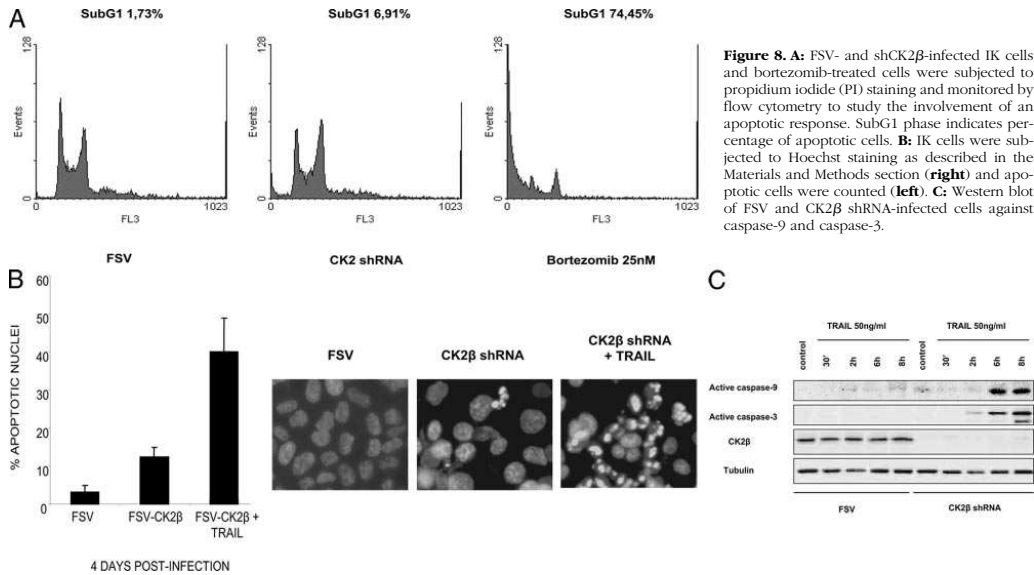 A
SubG1 1,73%
SubG1 6,91%
SubG1 74,45%
128
Events
0
0
FL3
1023
128
Events
0
0
FL3
1023
128
Events
0
0
FL3
1023
FSV
CK2 shRNA
Bortezomib 25nM
Figure 8. A: FSV- and shCK2β-infected IK cells
and bortezomib-treated cells were subjected to
propidium iodide (PI) staining and monitored by
flow cytometry to study the involvement of an
apoptotic response. SubG1 phase indicates per-
centage of apoptotic cells. B: IK cells were sub-
jected to Hoechst staining as described in the
Materials and Methods section (right) and apo-
ptotic cells were counted (left). C: Western blot
of FSV and CK2β shRNA-infected cells against
caspase-9 and caspase-3.
B
% APOPTOTIC NUCLEI
60
50
40
30
20
10
0
FSV
FSV-CK2β
FSV-CK2β +
TRAIL
4 DAYS POST-INFECTION
FSV
CK2β shRNA
CK2β shRNA
+ TRAIL
C
TRAIL 50ng/ml
TRAIL 50ng/ml
control
30'
2h
6h
8h
control
30'
2h
6h
8h
Active caspase-9
Active caspase-3
CK2β
Tubulin
FSV
CK2β shRNA